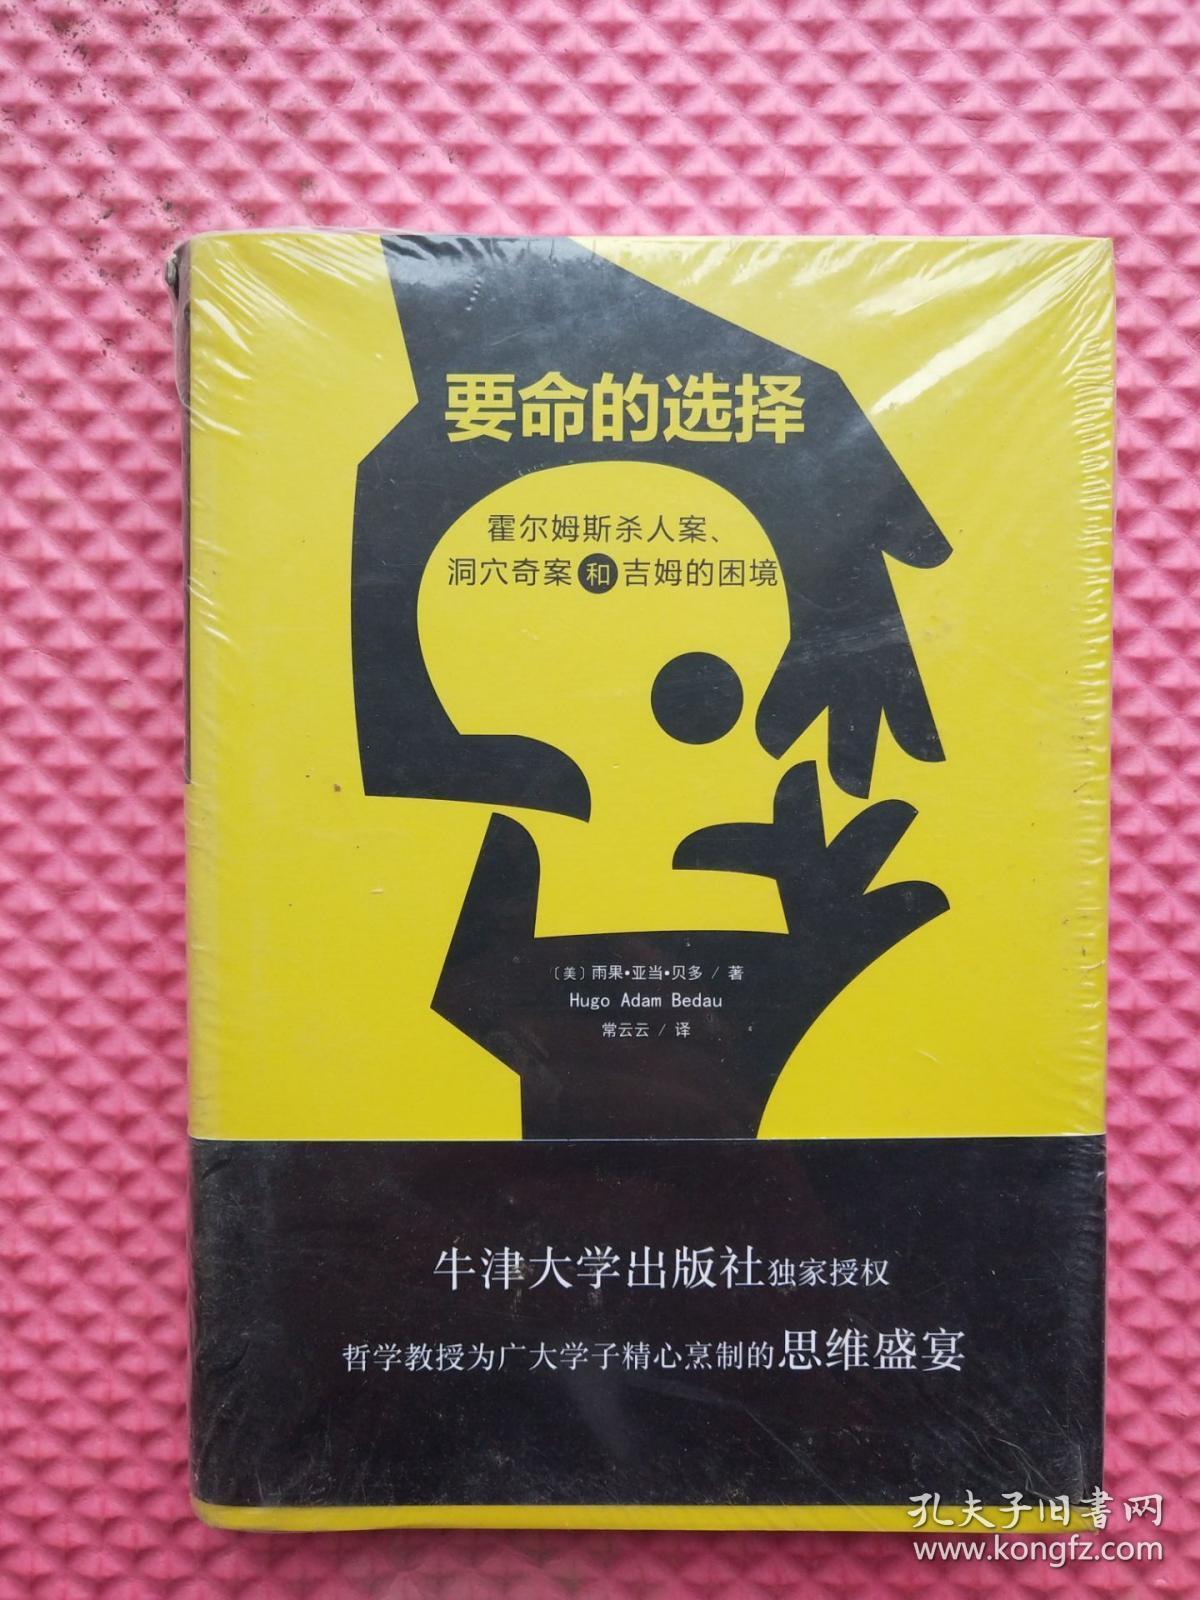 要命的选择
霍尔姆斯杀人案、
洞穴奇案和吉姆的困境
〔美〕雨果·亚当·贝多 / 著
Hugo Adam Bedau
常云云 / 译
牛津大学出版社独家授权
哲学教授为广大学子精心烹制的思维盛宴
孔夫子旧书网
www.kongfz.com